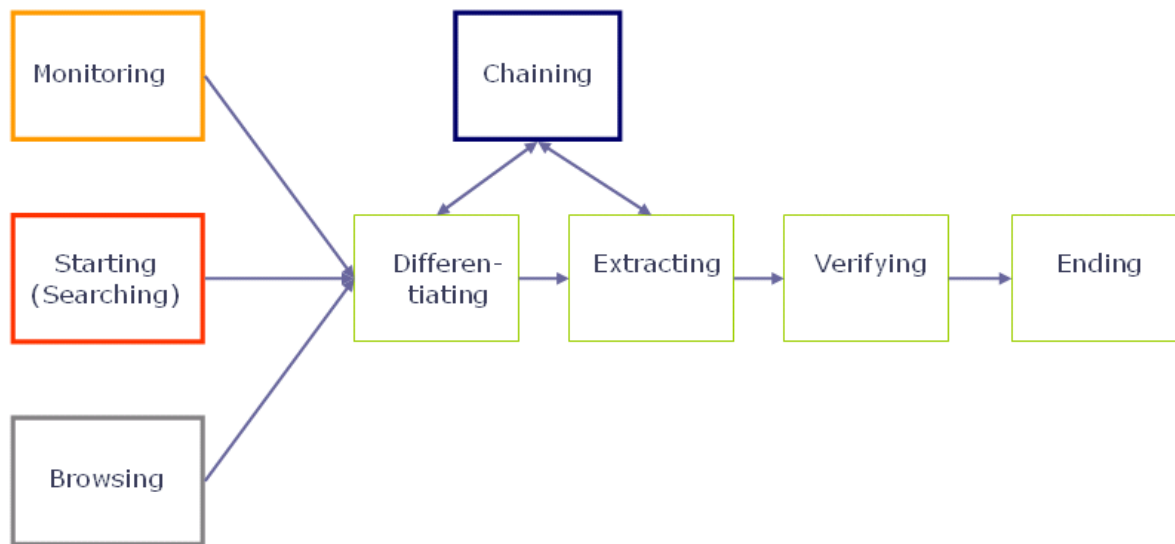 Monitoring
Chaining
Starting
(Searching)
Differen-
tiating
Extracting
Verifying
Ending
Browsing